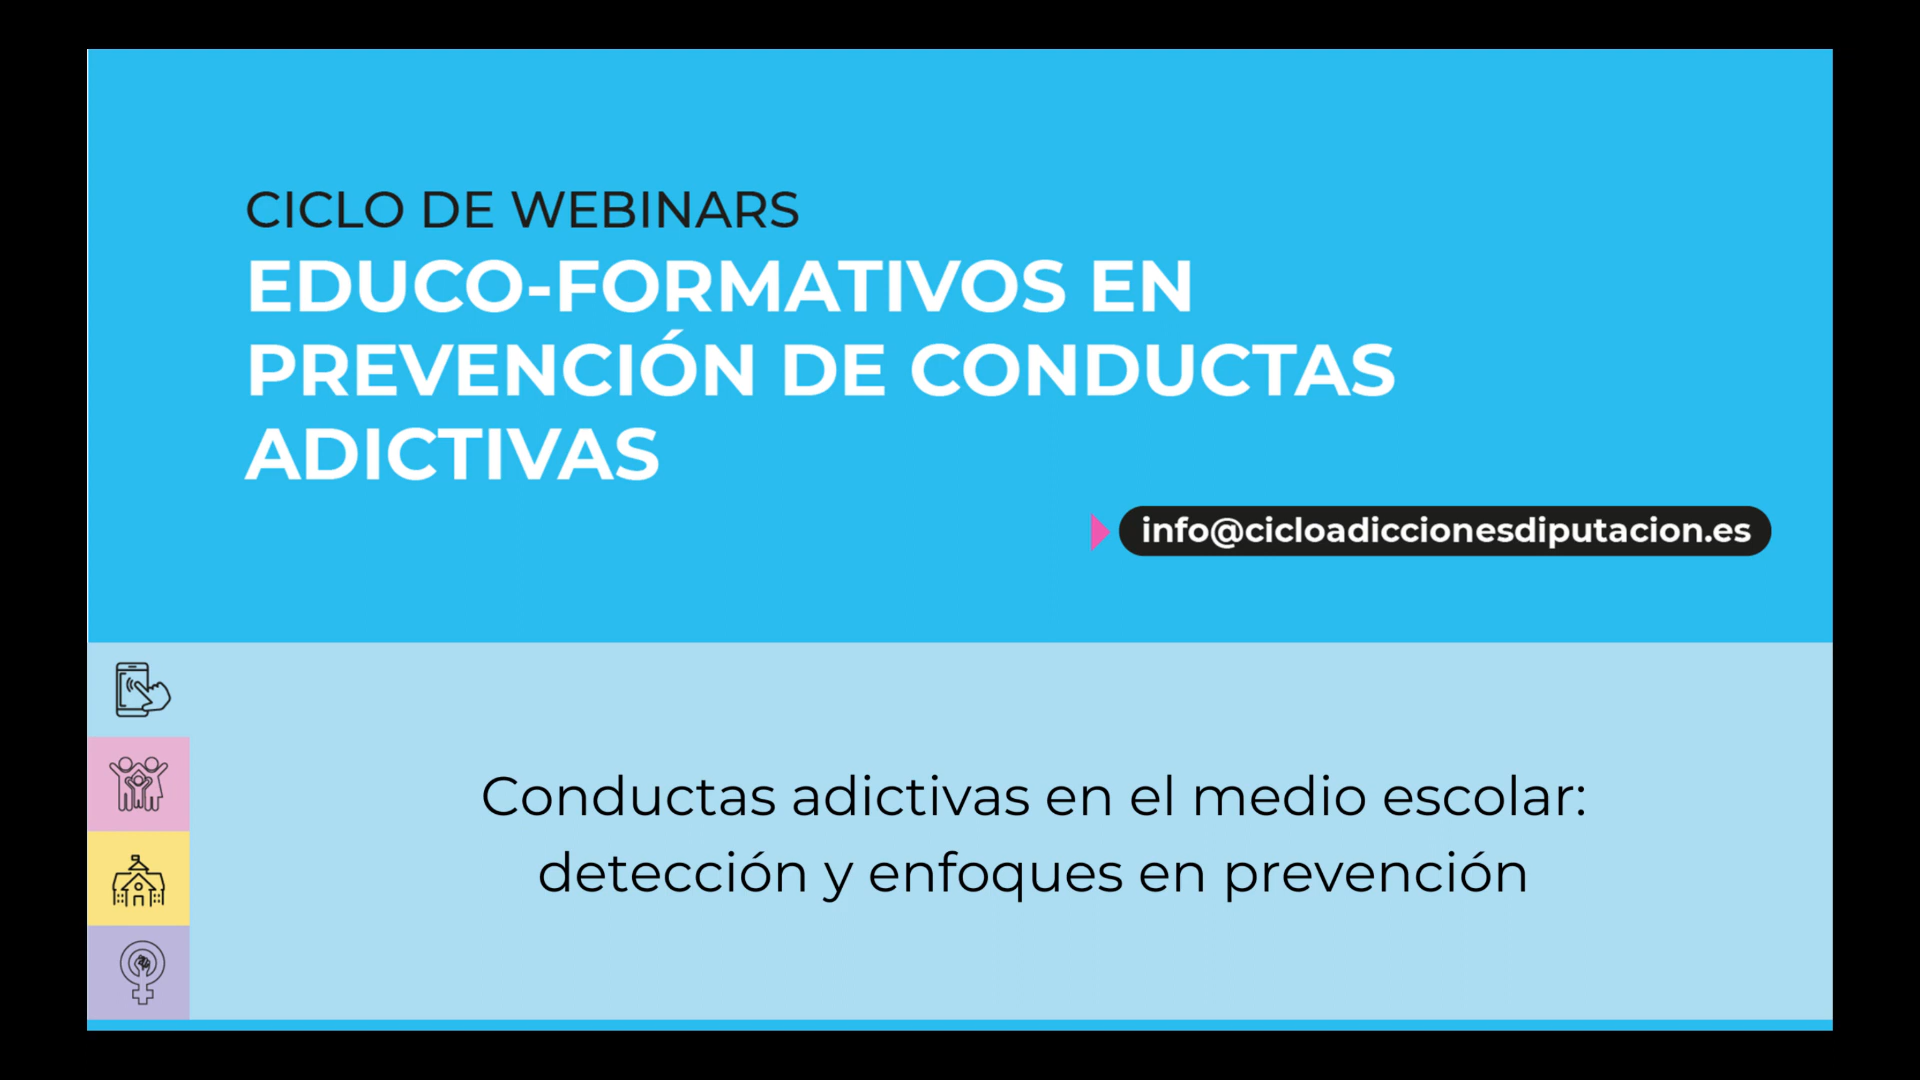 CICLO DE WEBINARS
EDUCO-FORMATIVOS EN
PREVENCIÓN DE CONDUCTAS
ADICTIVAS
info@cicloadiccionesdiputacion.es
Conductas adictivas en el medio escolar:
detección y enfoques en prevención